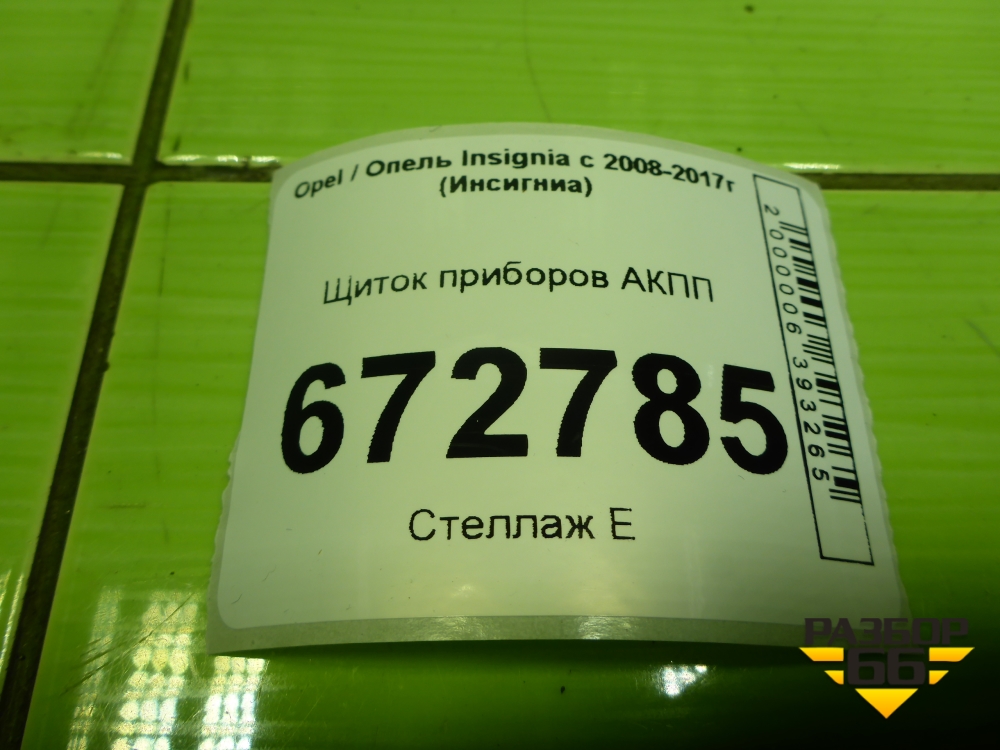 Opel / Опель Insignia с 2008-2017г
(Инсигниа)
Щиток приборов АКПП
672785
Стеллаж Е
2000006393265
РАЗБОР
66